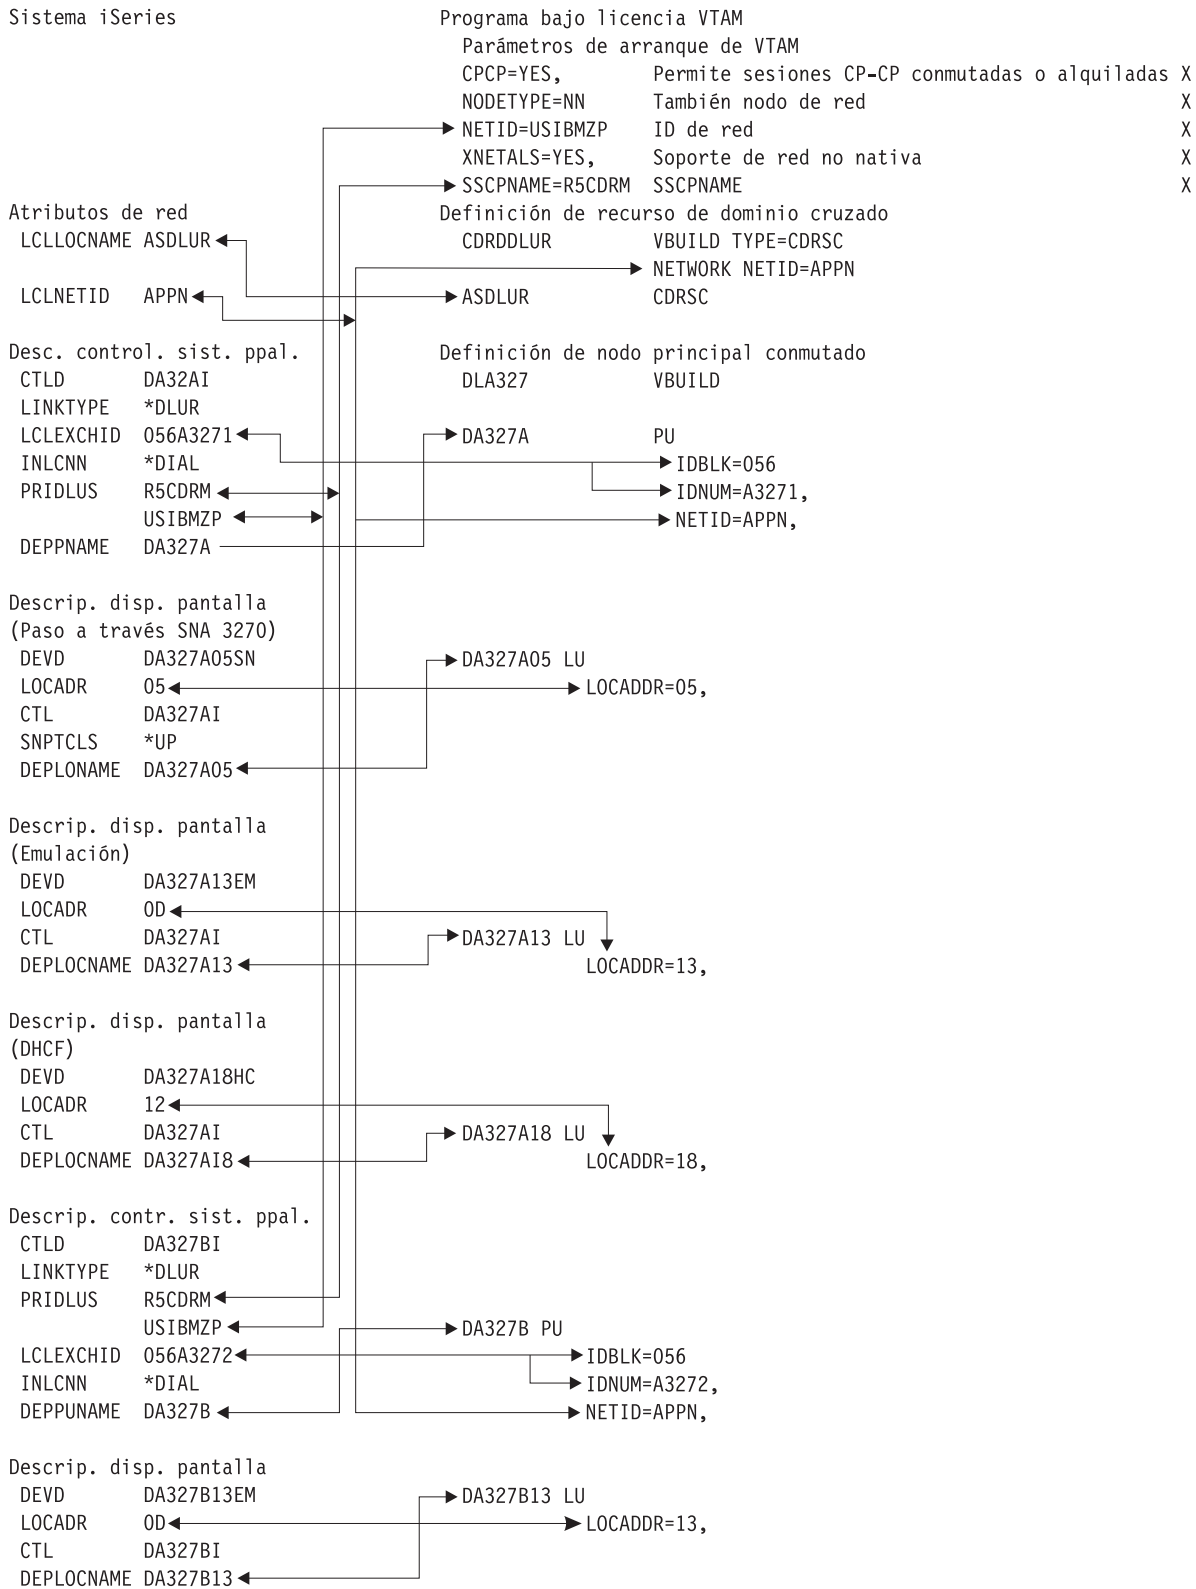 Sistema iSeries Programa bajo licencia VTAM
Parámetros de arranque de VTAM
CPCP=YES, Permite sesiones CP-CP conmutadas o alquiladas X
NODETYPE=NN También nodo de red X
NETID=USIBMZP ID de red X
XNETALS=YES, Soporte de red no nativa X
SSCPNAME=R5CDRM SSCPNAME X
Atributos de red Definición de recurso de dominio cruzado
LCLLOCNAME ASDLUR CDRDDLUR VBUILD TYPE=CDRSC
NETWORK NETID=APPN
LCLNETID APPN ASDLUR CDRSC
Desc. control. sist. ppal. Definición de nodo principal conmutado
CTLD DA32AI DLA327 VBUILD
LINKTYPE *DLUR
LCLEXCHID 056A3271 DA327A PU
INLCNN *DIAL IDBLK=056
PRIDLUS R5CDRM IDNUM=A3271,
USIBMZP NETID=APPN,
DEPPNAME DA327A
Descrip. disp. pantalla
(Paso a través SNA 3270)
DEVD DA327A05SN DA327A05 LU
LOCADR 05 LOCADDR=05,
CTL DA327AI
SNPTCLS *UP
DEPLONAME DA327A05
Descrip. disp. pantalla
(Emulación)
DEVD DA327A13EM
LOCADR 0D
CTL DA327AI DA327A13 LU
DEPLOCNAME DA327A13 LOCADDR=13,
Descrip. disp. pantalla
(DHCF)
DEVD DA327A18HC
LOCADR 12
CTL DA327AI DA327A18 LU
DEPLOCNAME DA327AI8 LOCADDR=18,
Descrip. contr. sist. ppal.
CTLD DA327BI
LINKTYPE *DLUR
PRIDLUS R5CDRM
USIBMZP DA327B PU
LCLEXCHID 056A3272 IDBLK=056
INLCNN *DIAL IDNUM=A3272,
DEPPUNAME DA327B NETID=APPN,
Descrip. disp. pantalla
DEVD DA327B13EM DA327B13 LU
LOCADR 0D LOCADDR=13,
CTL DA327BI
DEPLOCNAME DA327B13